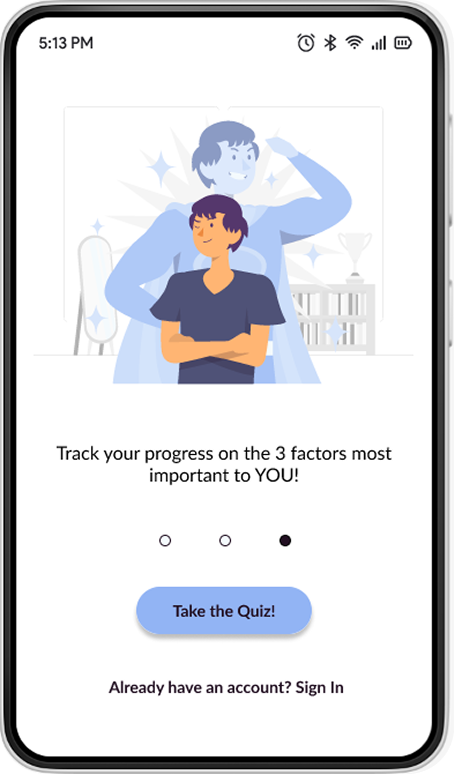 5:13 PM
Track your progress on the 3 factors most
important to YOU!
Take the Quiz!
Already have an account? Sign In